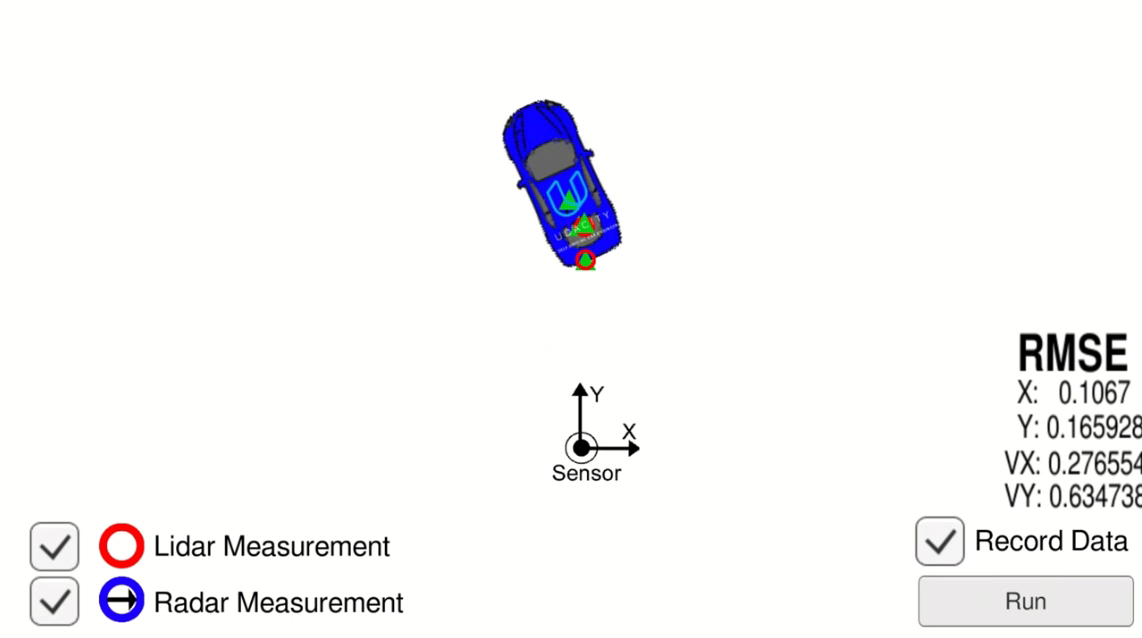 UDACITY
Y
X
Sensor
RMSE
X: 0.1067
Y: 0.165928
VX: 0.276554
VY: 0.634738
Lidar Measurement
Radar Measurement
Record Data
Run